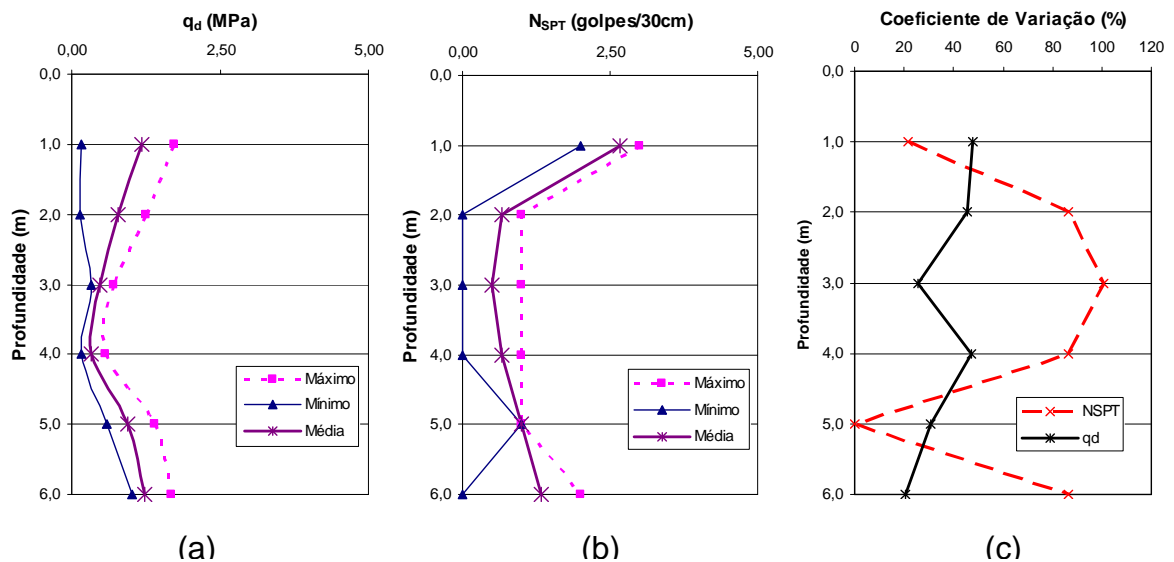 q_d (MPa)
0,00 2,50 5,00
0,0
1,0
2,0
3,0
4,0
5,0
6,0
Profundidade (m)
Máximo
Mínimo
Média
(a)
N_SPT (golpes/30cm)
0,00 2,50 5,00
0,0
1,0
2,0
3,0
4,0
5,0
6,0
Profundidade (m)
Máximo
Mínimo
Média
(b)
Coeficiente de Variação (%)
0 20 40 60 80 100 120
0,0
1,0
2,0
3,0
4,0
5,0
6,0
Profundidade (m)
NSPT
qd
(c)